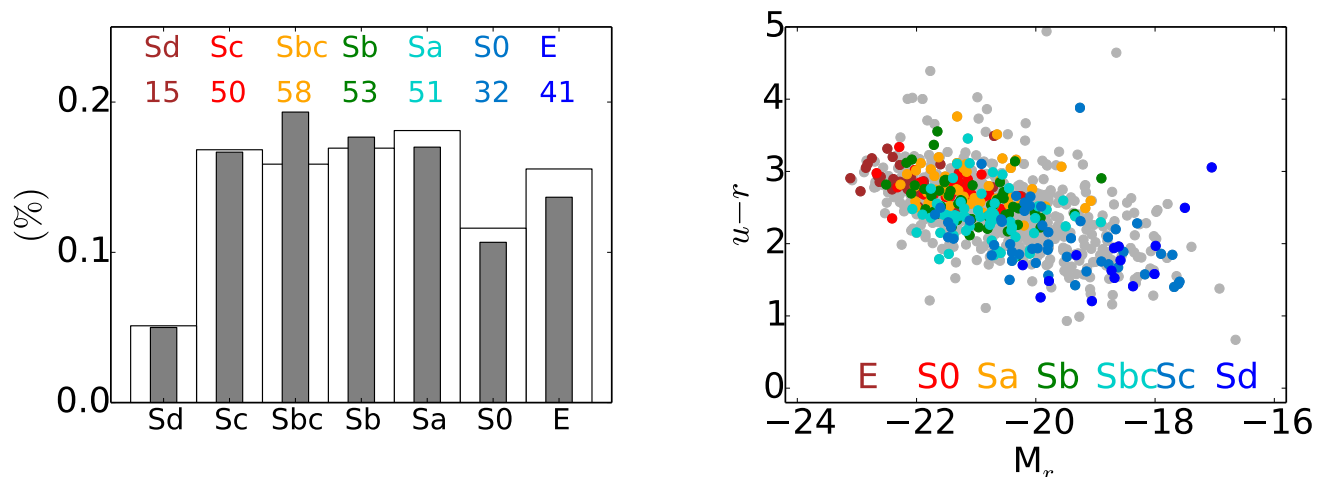 Sd Sc Sbc Sb Sa S0 E
15 50 58 53 51 32 41
0.2
0.1
0.0
(%)
Sd Sc Sbc Sb Sa S0 E
5
4
3
2
1
0
u−r
E S0 Sa Sb Sbc Sc Sd
−24 −22 −20 −18 −16
M_r